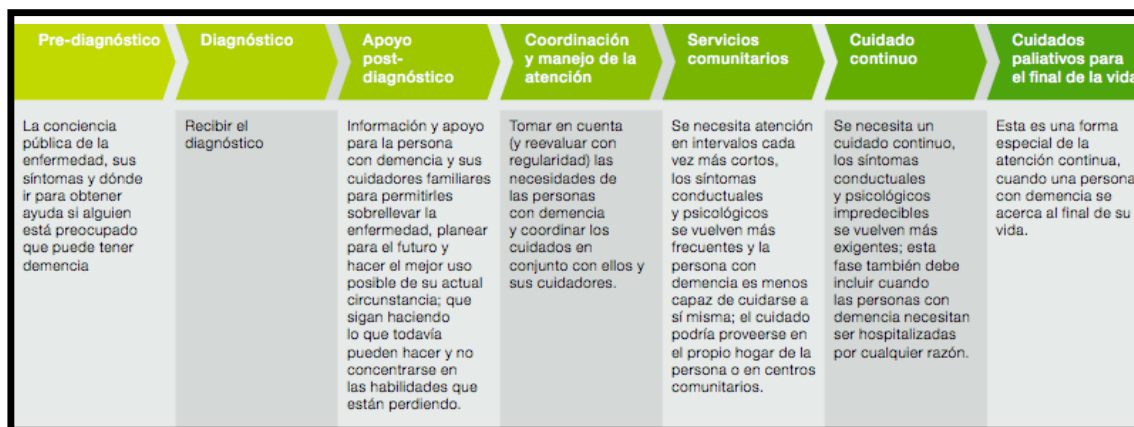 Pre-diagnóstico
La conciencia
pública de la
enfermedad, sus
síntomas y dónde
ir para obtener
ayuda si alguien
está preocupado
que puede tener
demencia
Diagnóstico
Recibir el
diagnóstico
Apoyo
post-
diagnóstico
Información y apoyo
para la persona
con demencia y sus
cuidadores familiares
para permitirles
sobrellevar la
enfermedad, planear
para el futuro y
hacer el mejor uso
posible de su actual
circunstancia; que
sigan haciendo
lo que todavía
pueden hacer y no
concentrarse en
las habilidades que
están perdiendo.
Coordinación
y manejo de la
atención
Tomar en cuenta
(y reevaluar con
regularidad) las
necesidades de
las personas
con demencia
y coordinar los
cuidados en
conjunto con ellos y
sus cuidadores.
Servicios
comunitarios
Se necesita atención
en intervalos cada
vez más cortos,
los síntomas
conductuales
y psicológicos
se vuelven más
frecuentes y la
persona con
demencia es menos
capaz de cuidarse a
sí misma; el cuidado
podría proveerse en
el propio hogar de la
persona o en centros
comunitarios.
Cuidado
continuo
Se necesita un
cuidado continuo,
los síntomas
conductuales
y psicológicos
impredecibles
se vuelven más
exigentes; esta
fase también debe
incluir cuando
las personas con
demencia necesitan
ser hospitalizadas
por cualquier razón.
Cuidados
paliativos para
el final de la vida
Esta es una forma
especial de la
atención continua,
cuando una persona
con demencia se
acerca al final de su
vida.